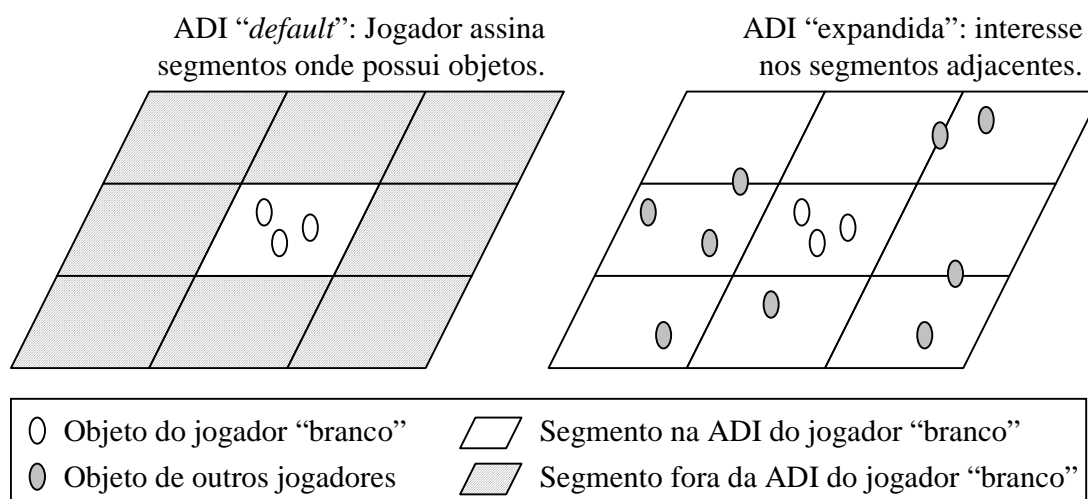 ADI “default”: Jogador assina
segmentos onde possui objetos.
ADI “expandida”: interesse
nos segmentos adjacentes.
Objeto do jogador “branco”
Segmento na ADI do jogador “branco”
Objeto de outros jogadores
Segmento fora da ADI do jogador “branco”